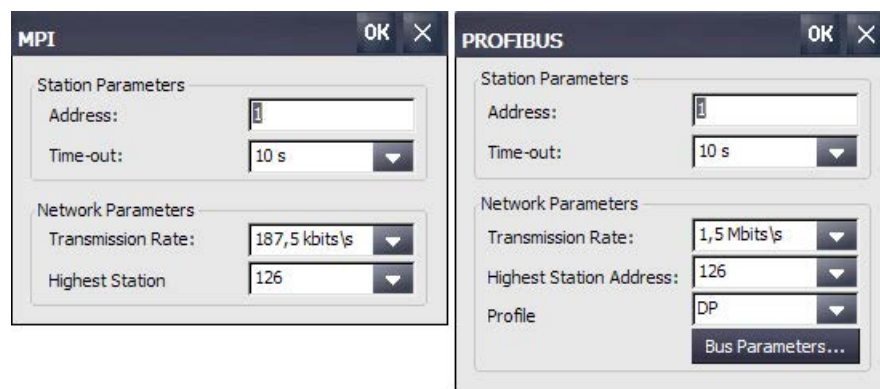 MPI OK X
Station Parameters
Address: 1
Time-out: 10 s
Network Parameters
Transmission Rate: 187,5 kbits\s
Highest Station 126
PROFIBUS OK X
Station Parameters
Address: 1
Time-out: 10 s
Network Parameters
Transmission Rate: 1,5 Mbits\s
Highest Station Address: 126
Profile DP
Bus Parameters...